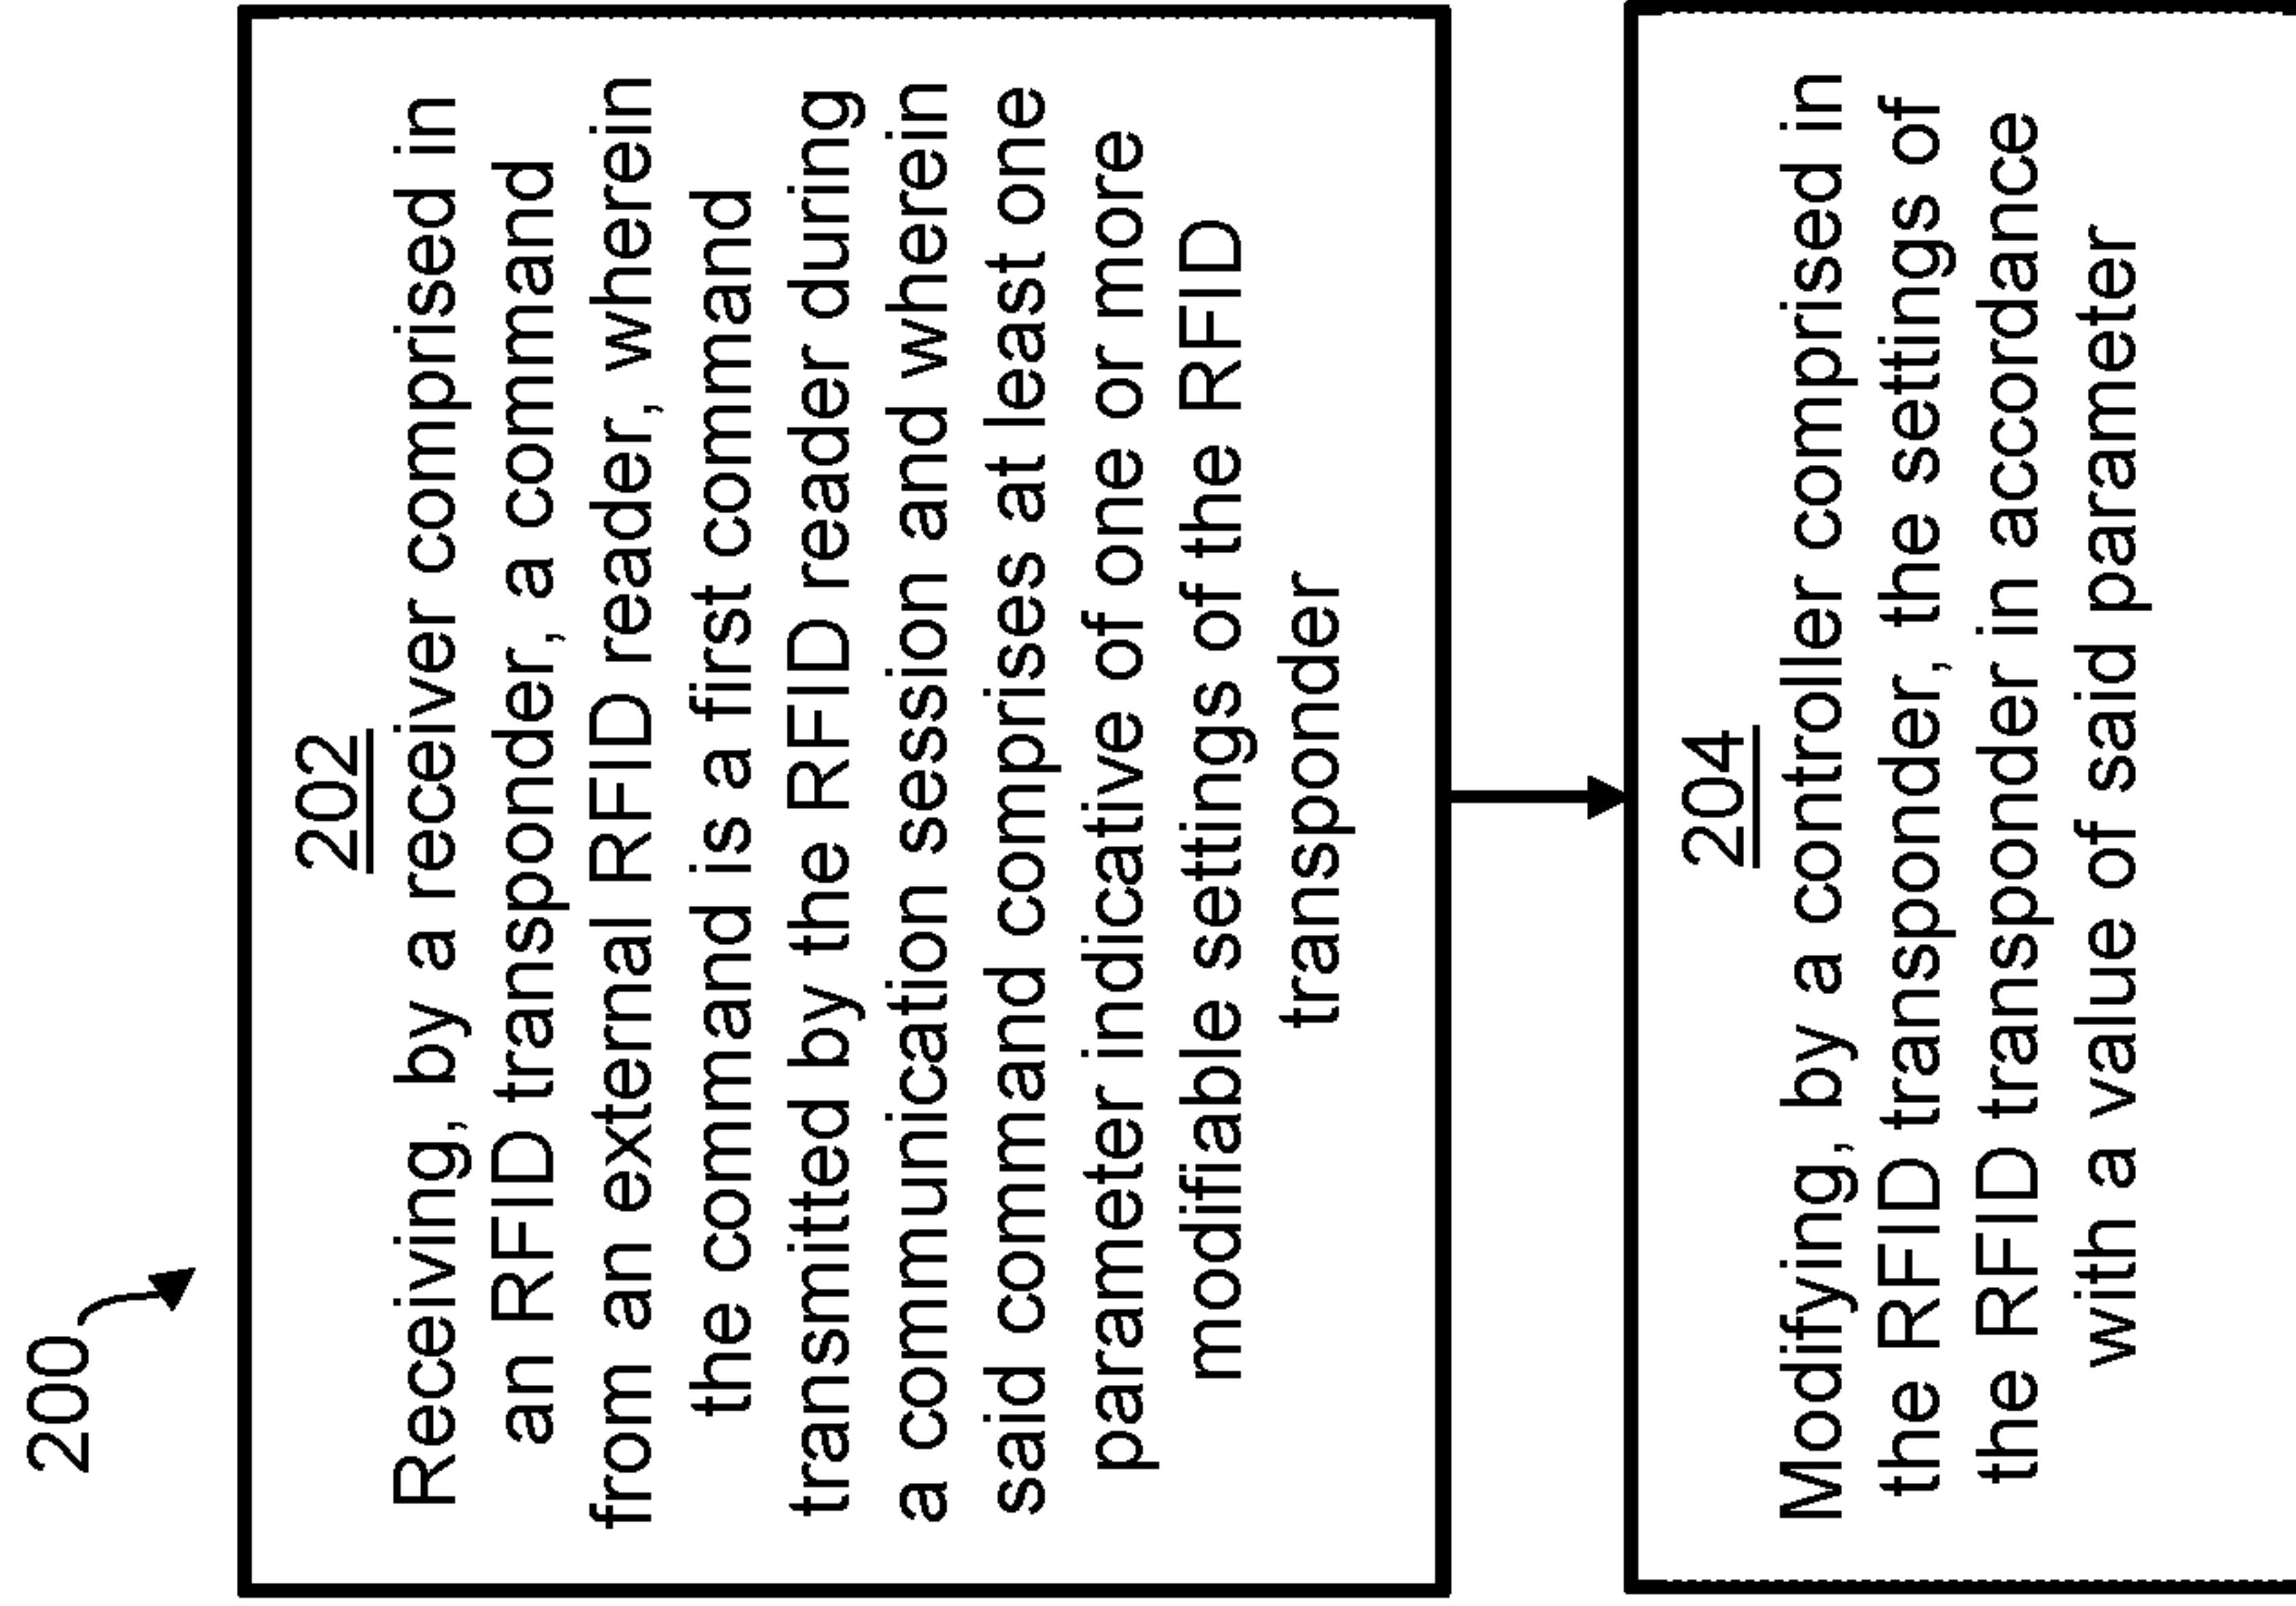 200
202
Receiving, by a receiver comprised in
an RFID transponder, a command
from an external RFID reader, wherein
the command is a first command
transmitted by the RFID reader during
a communication session and wherein
said command comprises at least one
parameter indicative of one or more
modifiable settings of the RFID
transponder
204
Modifying, by a controller comprised in
the RFID transponder, the settings of
the RFID transponder in accordance
with a value of said parameter